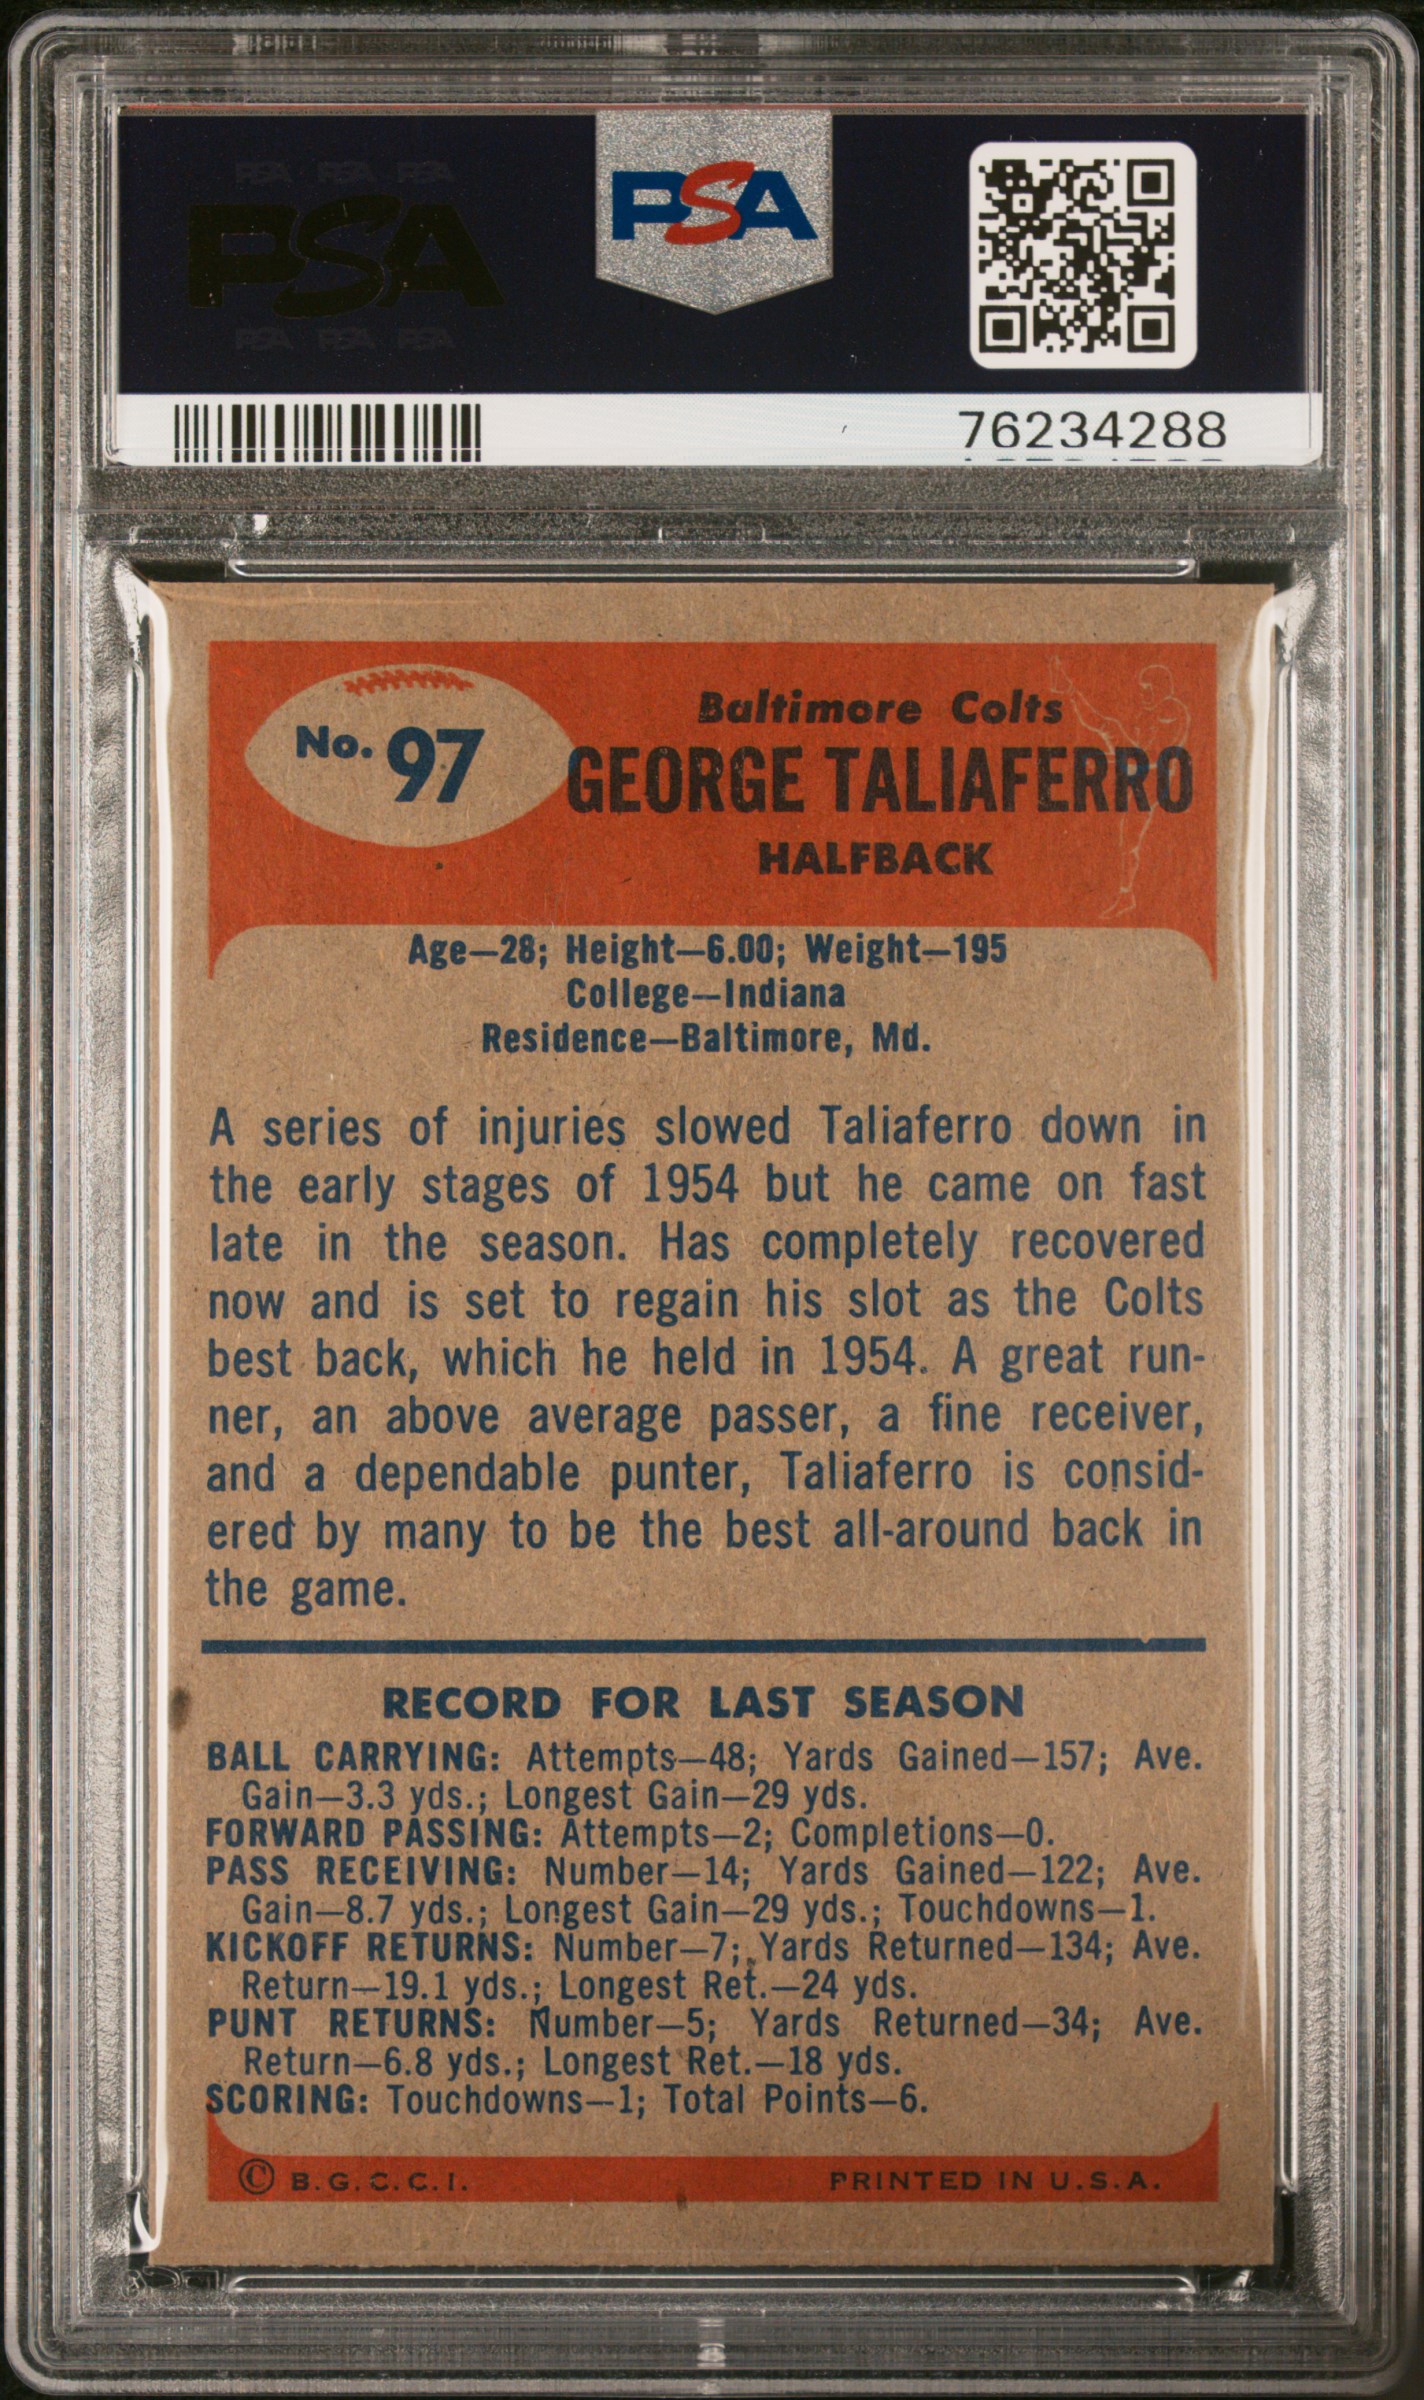 PSA PSA PSA
PSA
PSA PSA PSA
PSA
76234288
Baltimore Colts
No. 97
GEORGE TALIAFERRO
HALFBACK
Age—28; Height—6.00; Weight—195
College—Indiana
Residence—Baltimore, Md.
A series of injuries slowed Taliaferro down in
the early stages of 1954 but he came on fast
late in the season. Has completely recovered
now and is set to regain his slot as the Colts
best back, which he held in 1954. A great run-
ner, an above average passer, a fine receiver,
and a dependable punter, Taliaferro is consid-
ered by many to be the best all-around back in
the game.
RECORD FOR LAST SEASON
BALL CARRYING: Attempts—48; Yards Gained—157; Ave.
Gain—3.3 yds.; Longest Gain—29 yds.
FORWARD PASSING: Attempts—2; Completions—0.
PASS RECEIVING: Number—14; Yards Gained—122; Ave.
Gain—8.7 yds.; Longest Gain—29 yds.; Touchdowns—1.
KICKOFF RETURNS: Number—7; Yards Returned—134; Ave.
Return—19.1 yds.; Longest Ret.—24 yds.
PUNT RETURNS: Number—5; Yards Returned—34; Ave.
Return—6.8 yds.; Longest Ret.—18 yds.
SCORING: Touchdowns—1; Total Points—6.
© B.G.C.C.I. PRINTED IN U.S.A.